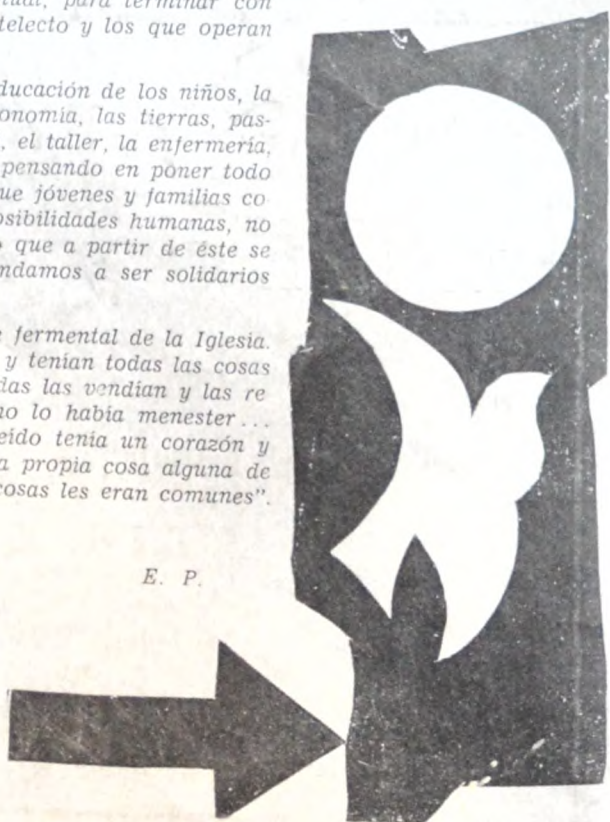 para terminar con
telecto y los que operan
ducación de los niños, la
onomía, las tierras, pas-
, el taller, la enfermería,
pensando en poner todo
ue jóvenes y familias co
osibilidades humanas, no
que a partir de éste se
ndamos a ser solidarios
fermental de la Iglesia.
y tenían todas las cosas
das las vendían y las re
no lo había menester...
eído tenía un corazón y
a propia cosa alguna de
cosas les eran comunes".
E. P.